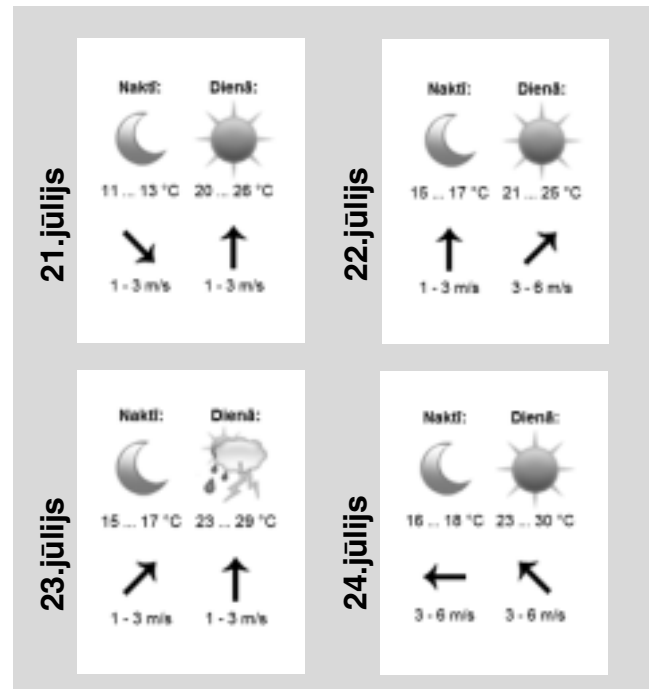 21.jūlijs
Naktī: Dienā:
11 ... 13 °C 20 ... 26 °C
1 - 3 m/s 1 - 3 m/s
22.jūlijs
Naktī: Dienā:
15 ... 17 °C 21 ... 25 °C
1 - 3 m/s 3 - 6 m/s
23.jūlijs
Naktī: Dienā:
15 ... 17 °C 23 ... 29 °C
1 - 3 m/s 1 - 3 m/s
24.jūlijs
Naktī: Dienā:
16 ... 18 °C 23 ... 30 °C
3 - 6 m/s 3 - 6 m/s